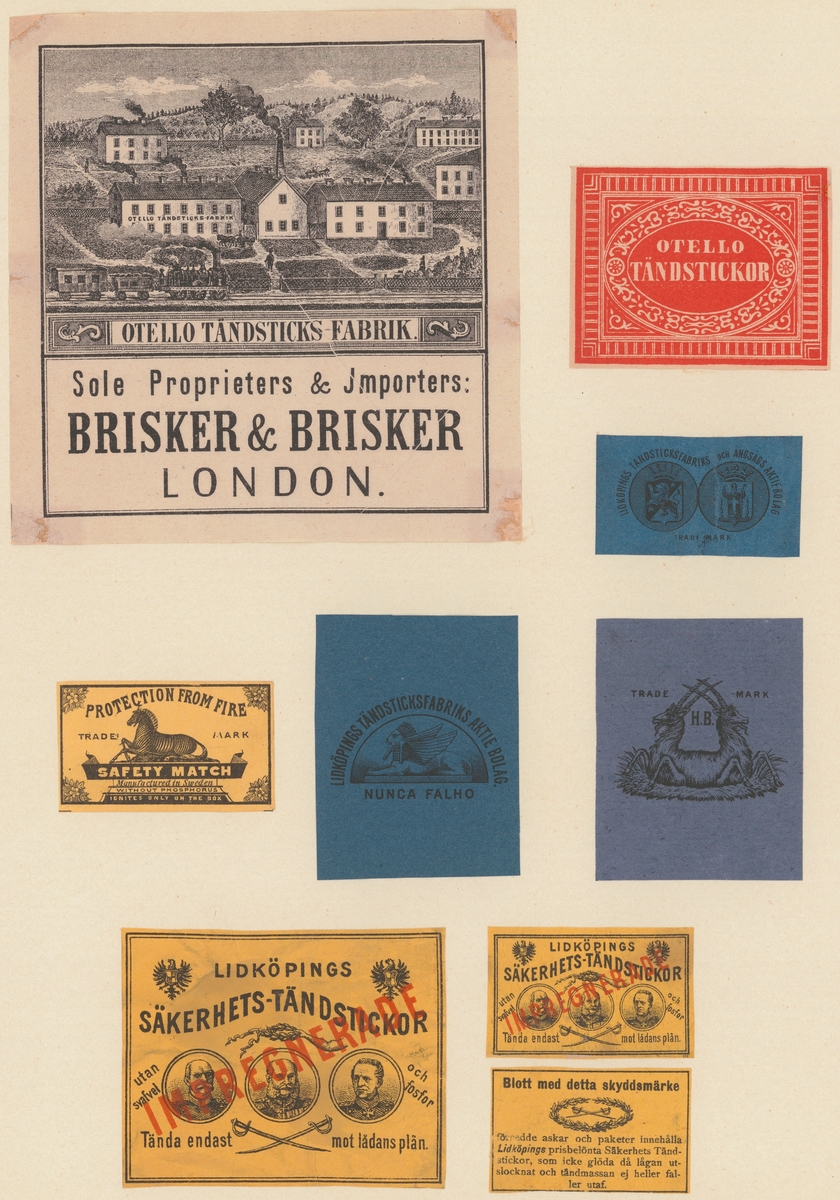 OTELLO TÄNDSTICKS-FABRIK
OTELLO TÄNDSTICKS-FABRIK.
Sole Proprieters & Importers:
BRISKER & BRISKER
LONDON.
OTELLO
TÄNDSTICKOR
LIDKÖPINGS TÄNDSTICKSFABRIKS och ÅNGSÅGS AKTIEBOLAG
TRADE MARK
PROTECTION FROM FIRE
TRADE MARK
SAFETY MATCH
Manufactured in Sweden
WITHOUT PHOSPHORUS
IGNITES ONLY ON THE BOX
LIDKÖPINGS TÄNDSTICKSFABRIKS AKTIE BOLAG.
NUNCA FALHO
TRADE MARK
H.B.
LIDKÖPINGS
SÄKERHETS-TÄNDSTICKOR
IMPREGNERADE
utan svafvel
och fosfor
Tända endast mot lådans plån.
LIDKÖPINGS
SÄKERHETS-TÄNDSTICKOR
IMPREGNERADE
utan svafvel
och fosfor
Tända endast mot lådans plån.
Blott med detta skyddsmärke
försedde askar och paketer innehålla
Lidköpings prisbelönta Säkerhets Tänd-
stickor, som icke glöda då lågan ut-
slocknat och tändmassan ej heller fal-
ler utaf.